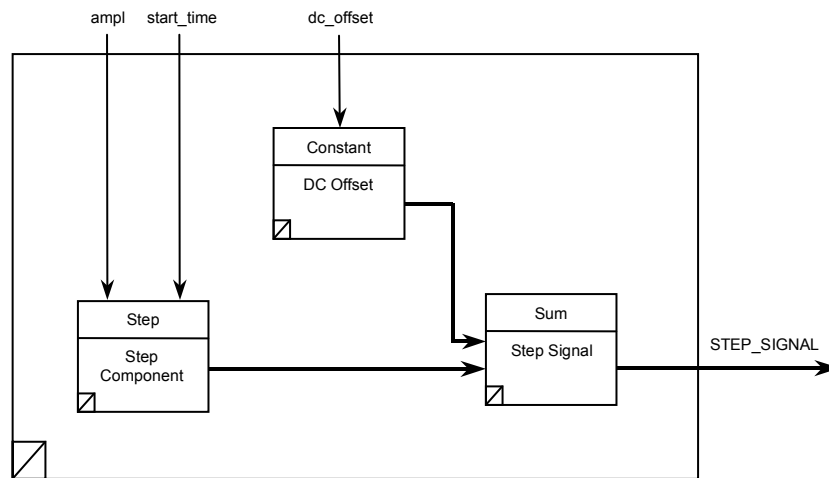 ampl start_time dc_offset
Constant
DC Offset
Step
Step
Component
Sum
Step Signal
STEP_SIGNAL